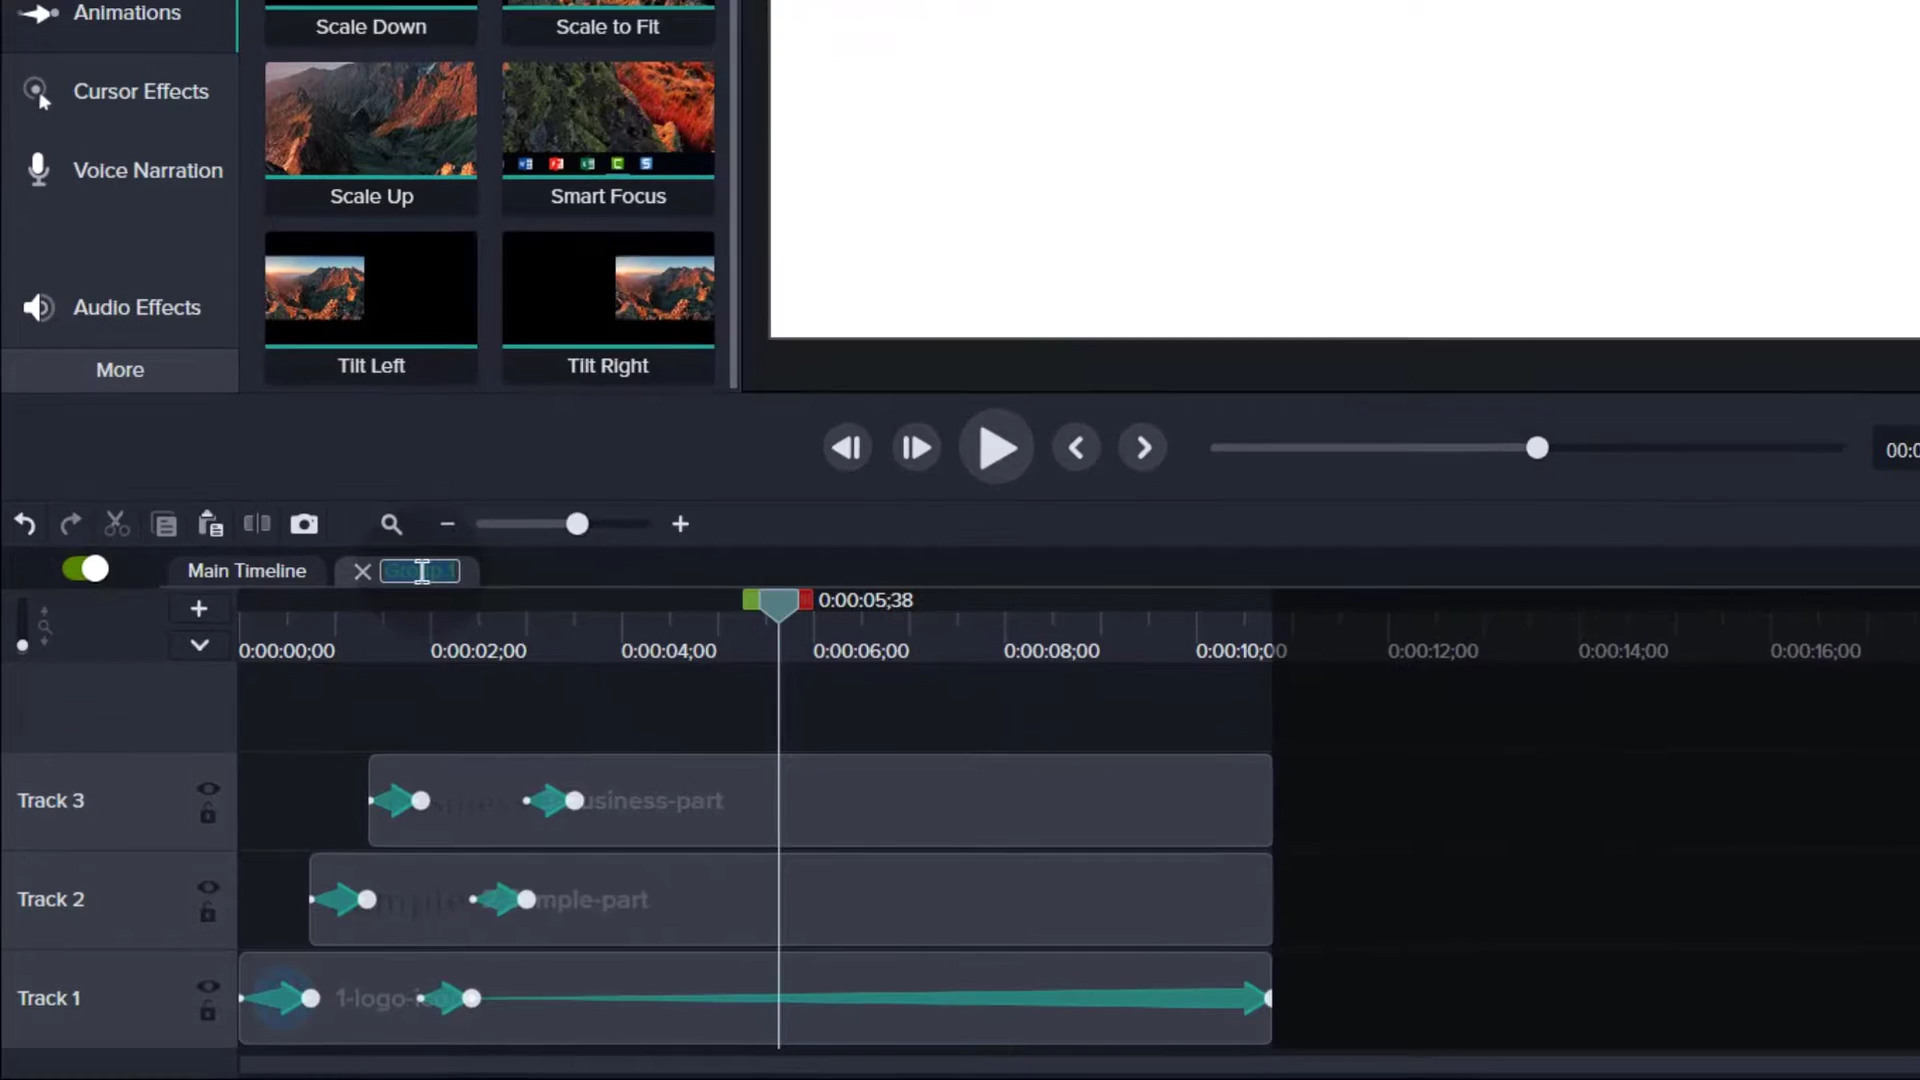 Animations
Scale Down
Scale to Fit
Cursor Effects
Voice Narration
Scale Up
Smart Focus
Audio Effects
Tilt Left
Tilt Right
More
00:0
Main Timeline
0:00:05;38
0:00:00;00
0:00:02;00
0:00:04;00
0:00:06;00
0:00:08;00
0:00:10;00
0:00:12;00
0:00:14;00
0:00:16;00
Track 3
usiness-part
Track 2
mple-part
Track 1
1-logo-